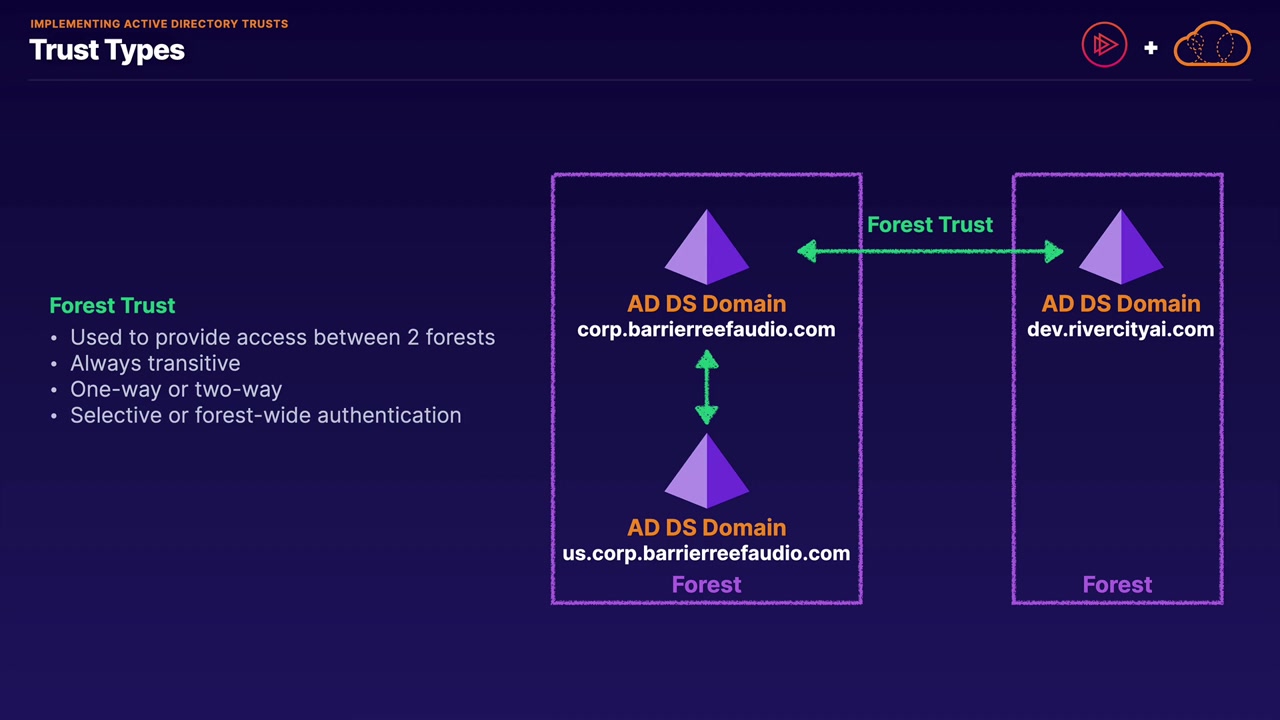 IMPLEMENTING ACTIVE DIRECTORY TRUSTS
Trust Types
+
Forest Trust
• Used to provide access between 2 forests
• Always transitive
• One-way or two-way
• Selective or forest-wide authentication
Forest Trust
AD DS Domain
corp.barrierreefaudio.com
AD DS Domain
us.corp.barrierreefaudio.com
Forest
AD DS Domain
dev.rivercityai.com
Forest